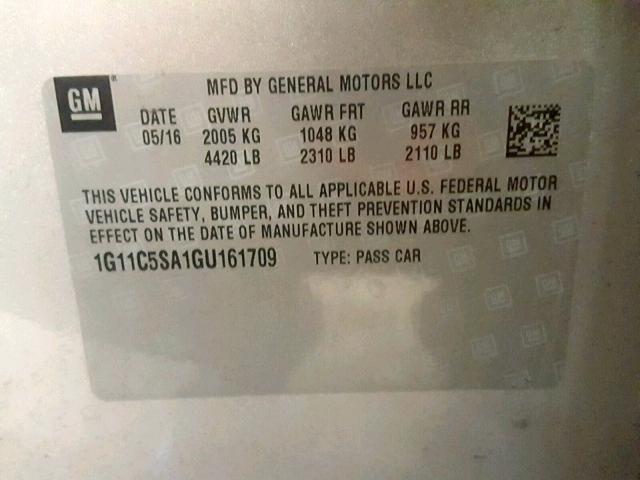 GM
MFD BY GENERAL MOTORS LLC
DATE GVWR GAWR FRT GAWR RR
05/16 2005 KG 1048 KG 957 KG
4420 LB 2310 LB 2110 LB
THIS VEHICLE CONFORMS TO ALL APPLICABLE U.S. FEDERAL MOTOR
VEHICLE SAFETY, BUMPER, AND THEFT PREVENTION STANDARDS IN
EFFECT ON THE DATE OF MANUFACTURE SHOWN ABOVE.
1G11C5SA1GU161709 TYPE: PASS CAR